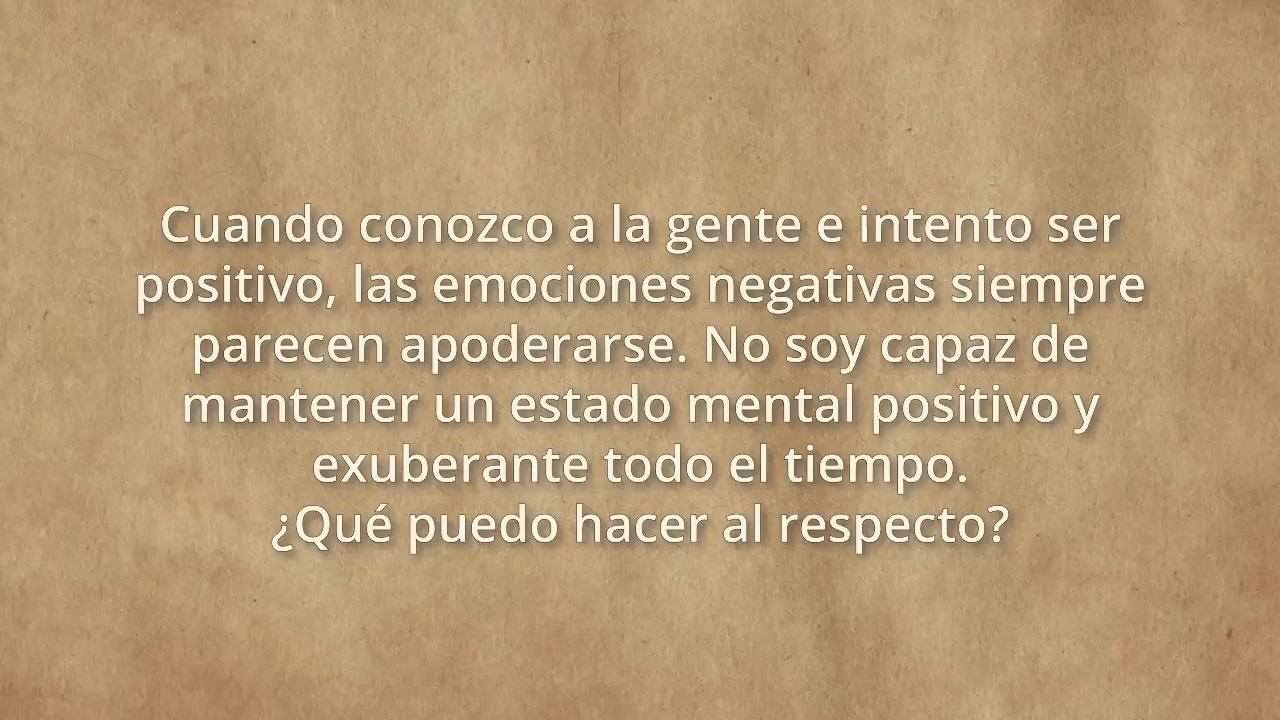 Cuando conozco a la gente e intento ser
positivo, las emociones negativas siempre
parecen apoderarse. No soy capaz de
mantener un estado mental positivo y
exuberante todo el tiempo.
¿Qué puedo hacer al respecto?